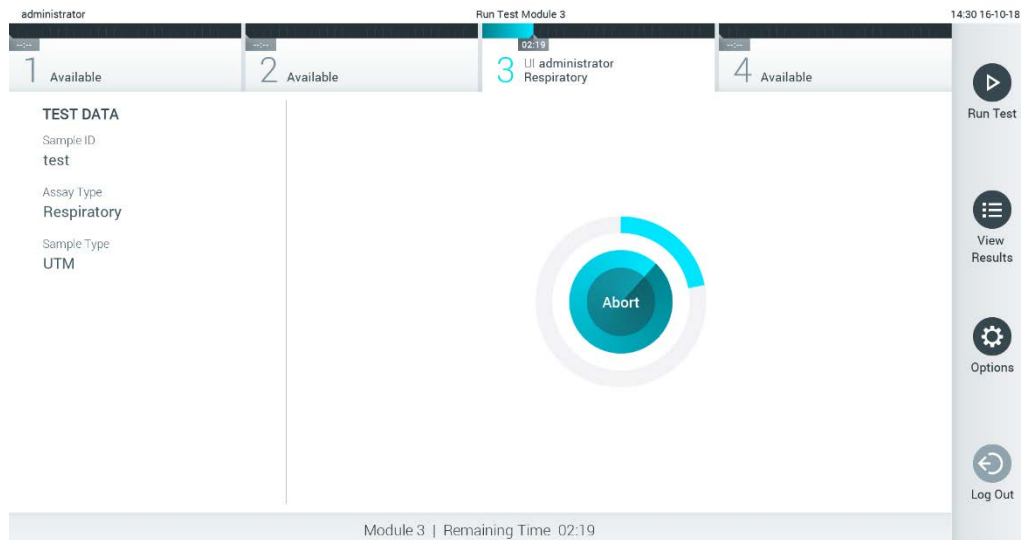 administrator
Run Test Module 3
14:30 16-10-18
--:--
1 Available
--:--
2 Available
02:19
3 UI administrator
Respiratory
--:--
4 Available
TEST DATA
Sample ID
test
Assay Type
Respiratory
Sample Type
UTM
Abort
Run Test
View
Results
Options
Log Out
Module 3 | Remaining Time 02:19